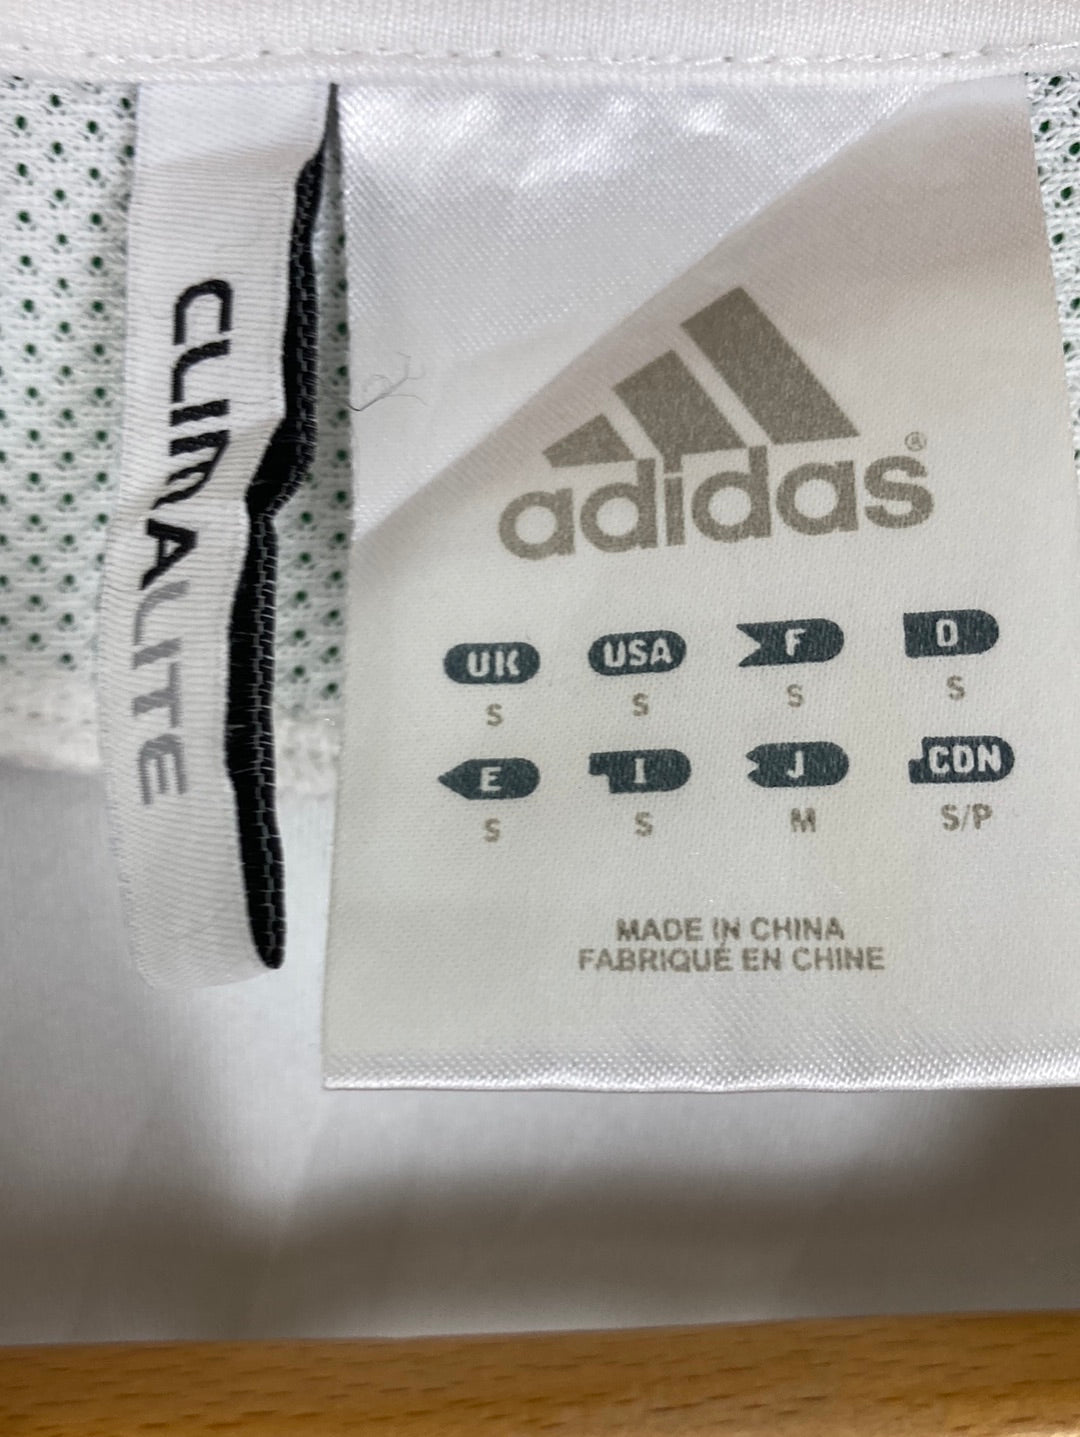 CLIMALITE
adidas®
UK USA F D
S S S S
E I J CDN
S S M S/P
MADE IN CHINA
FABRIQUÉ EN CHINE